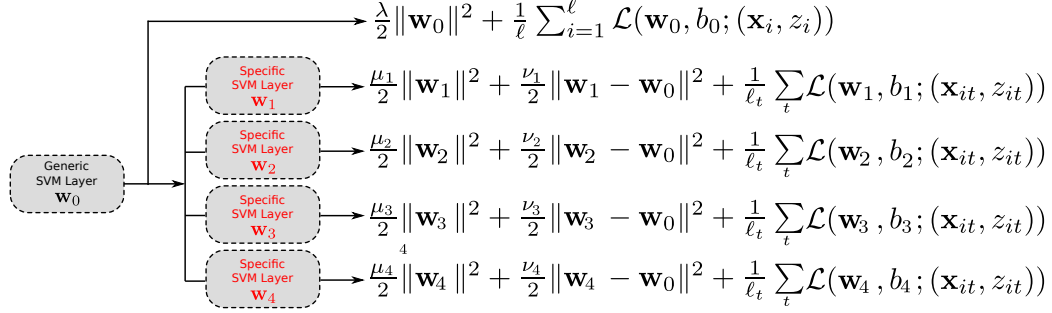 λ/2 ‖w₀‖² + 1/ℓ ∑ᵢ₌₁^ℓ ℒ(w₀, b₀; (xᵢ, zᵢ))
Specific
SVM Layer
w₁
μ₁/2 ‖w₁‖² + ν₁/2 ‖w₁ − w₀‖² + 1/ℓₜ ∑ₜ ℒ(w₁, b₁; (xᵢₜ, zᵢₜ))
Specific
SVM Layer
w₂
μ₂/2 ‖w₂‖² + ν₂/2 ‖w₂ − w₀‖² + 1/ℓₜ ∑ₜ ℒ(w₂, b₂; (xᵢₜ, zᵢₜ))
Generic
SVM Layer
w₀
Specific
SVM Layer
w₃
μ₃/2 ‖w₃‖² + ν₃/2 ‖w₃ − w₀‖² + 1/ℓₜ ∑ₜ ℒ(w₃, b₃; (xᵢₜ, zᵢₜ))
4
Specific
SVM Layer
w₄
μ₄/2 ‖w₄‖² + ν₄/2 ‖w₄ − w₀‖² + 1/ℓₜ ∑ₜ ℒ(w₄, b₄; (xᵢₜ, zᵢₜ))